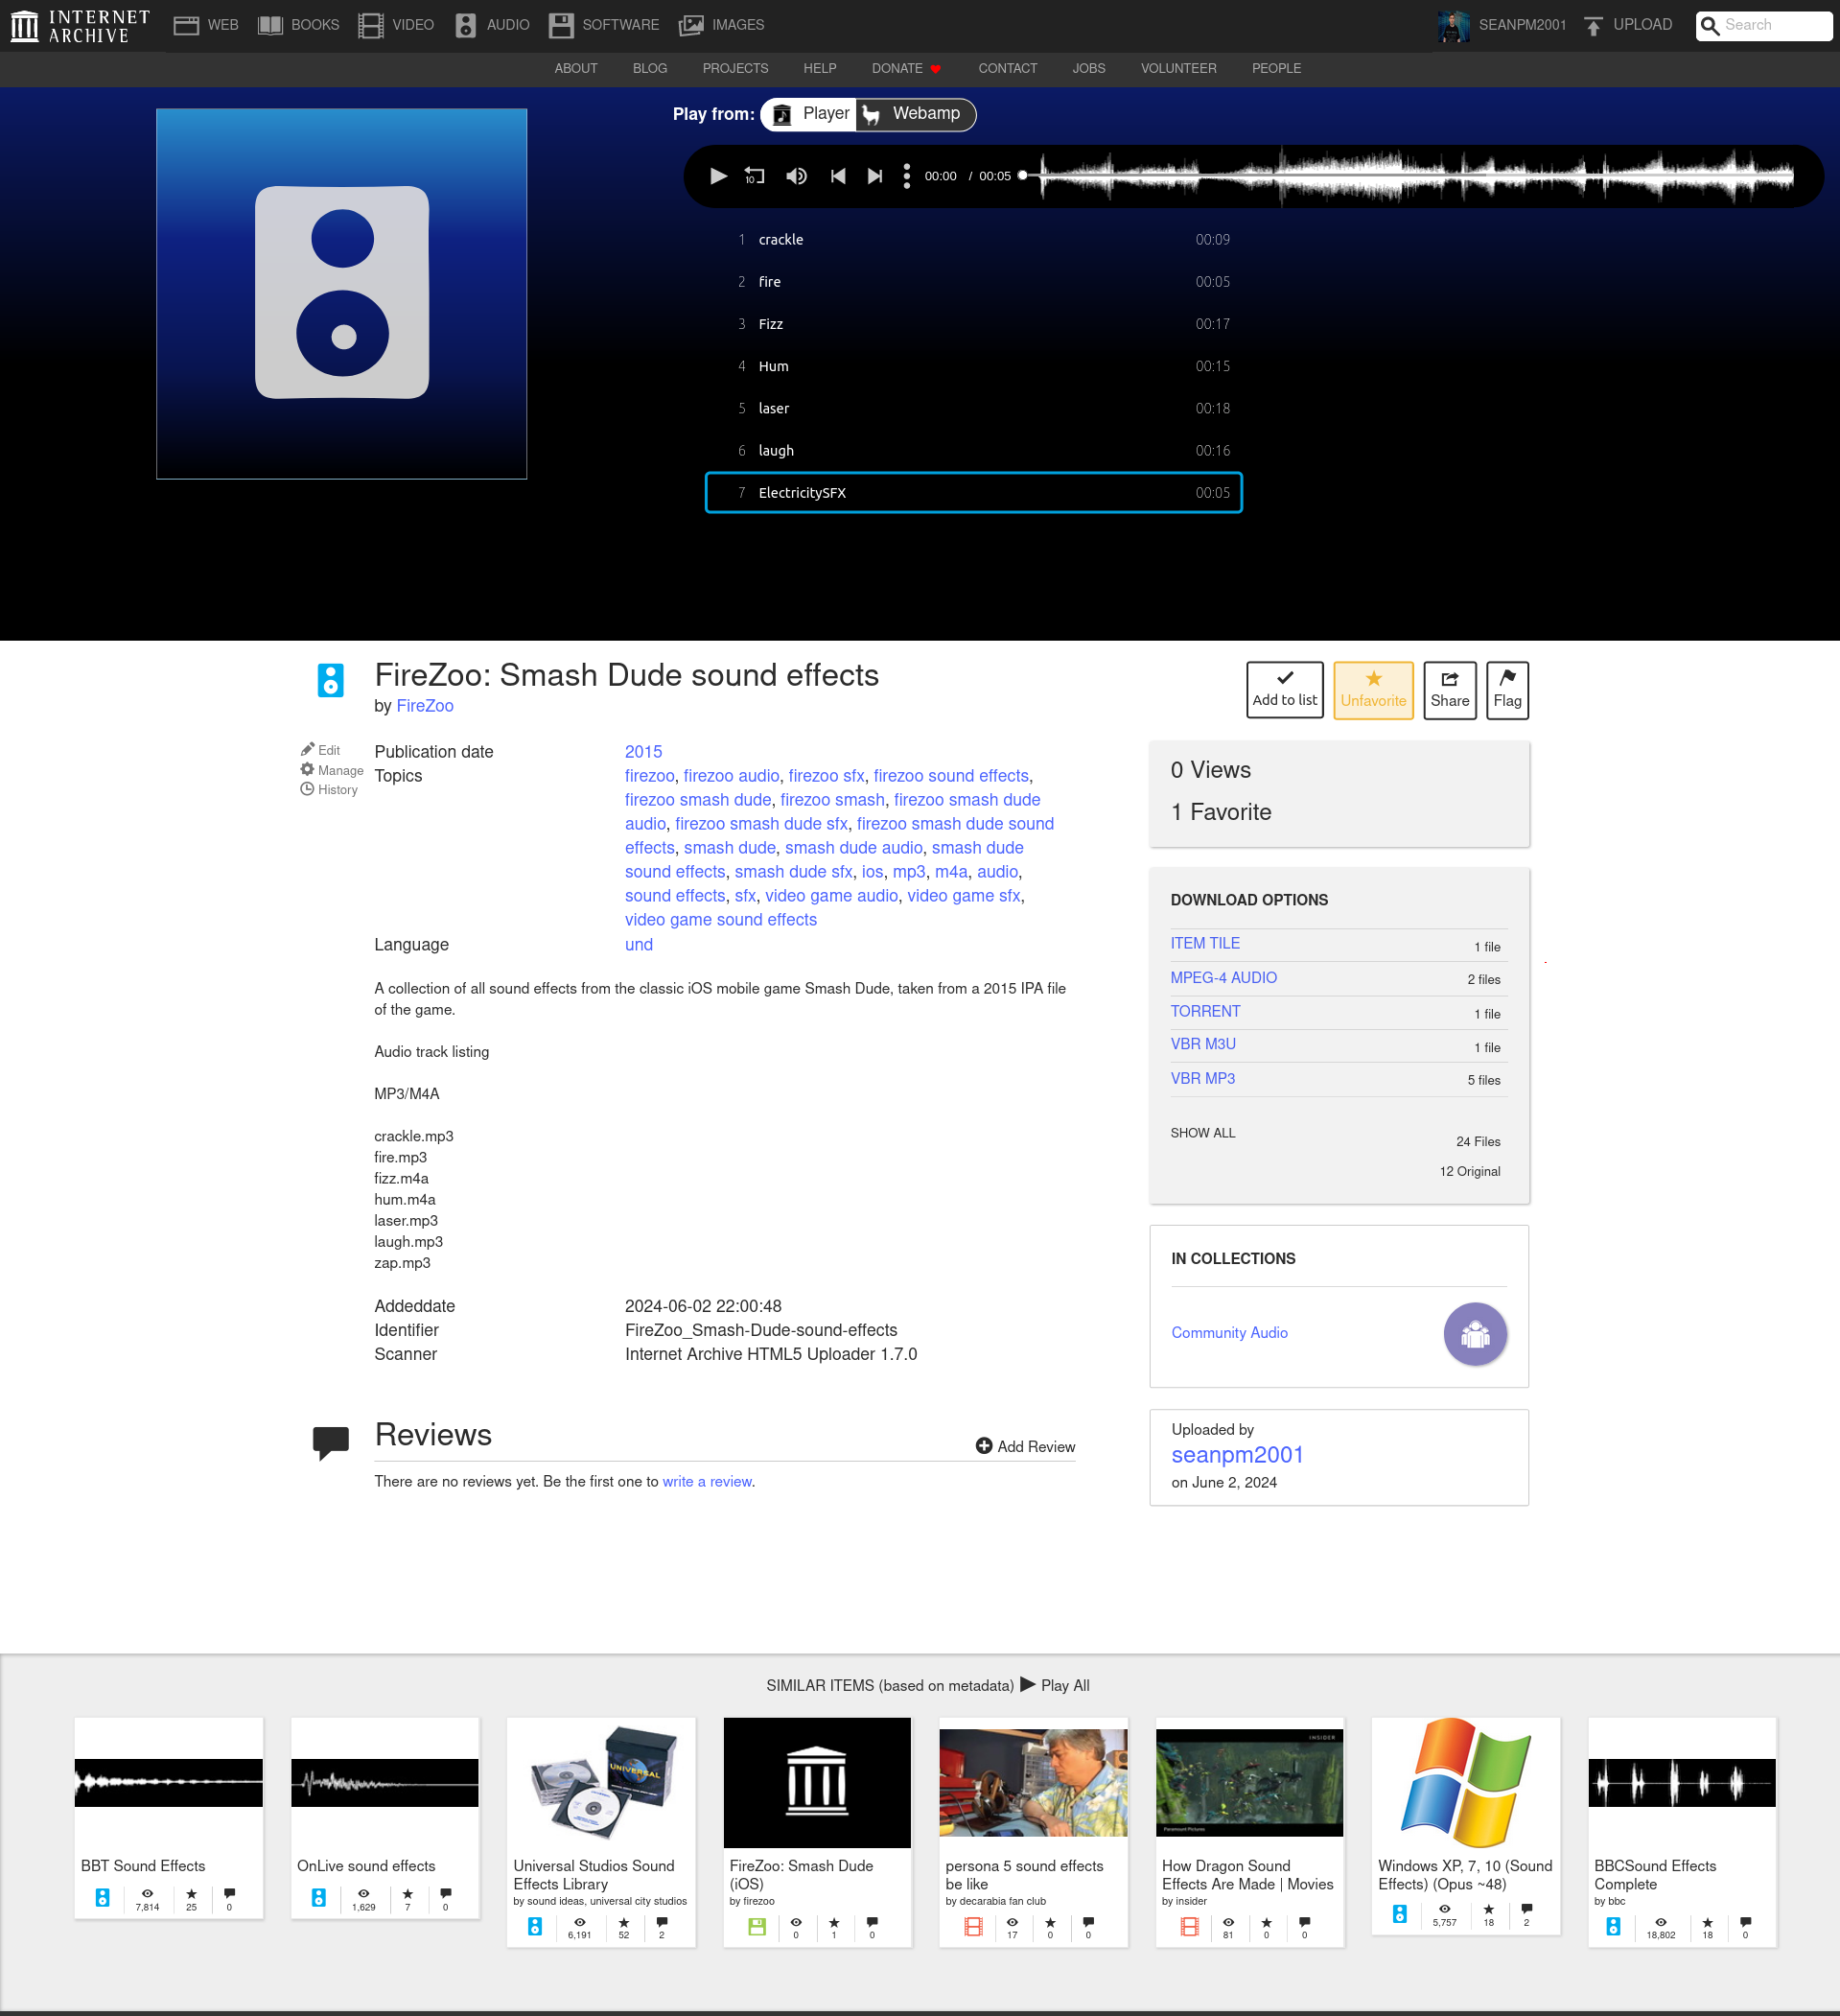 INTERNET
ARCHIVE
WEB BOOKS VIDEO AUDIO SOFTWARE IMAGES SEANPM2001 UPLOAD Search
ABOUT BLOG PROJECTS HELP DONATE CONTACT JOBS VOLUNTEER PEOPLE
Play from: Player Webamp
10 00:00 / 00:05
1 crackle 00:09
2 fire 00:05
3 Fizz 00:17
4 Hum 00:15
5 laser 00:18
6 laugh 00:16
7 ElectricitySFX 00:05
FireZoo: Smash Dude sound effects
by FireZoo
Add to list Unfavorite Share Flag
Edit
Manage
History
Publication date 2015
Topics firezoo, firezoo audio, firezoo sfx, firezoo sound effects,
firezoo smash dude, firezoo smash, firezoo smash dude
audio, firezoo smash dude sfx, firezoo smash dude sound
effects, smash dude, smash dude audio, smash dude
sound effects, smash dude sfx, ios, mp3, m4a, audio,
sound effects, sfx, video game audio, video game sfx,
video game sound effects
Language und
A collection of all sound effects from the classic iOS mobile game Smash Dude, taken from a 2015 IPA file
of the game.
Audio track listing
MP3/M4A
crackle.mp3
fire.mp3
fizz.m4a
hum.m4a
laser.mp3
laugh.mp3
zap.mp3
Addeddate 2024-06-02 22:00:48
Identifier FireZoo_Smash-Dude-sound-effects
Scanner Internet Archive HTML5 Uploader 1.7.0
Reviews
Add Review
There are no reviews yet. Be the first one to write a review.
0 Views
1 Favorite
DOWNLOAD OPTIONS
ITEM TILE 1 file
MPEG-4 AUDIO 2 files
TORRENT 1 file
VBR M3U 1 file
VBR MP3 5 files
SHOW ALL 24 Files
12 Original
IN COLLECTIONS
Community Audio
Uploaded by
seanpm2001
on June 2, 2024
SIMILAR ITEMS (based on metadata) Play All
BBT Sound Effects
7,814 25 0
OnLive sound effects
1,629 7 0
UNIVERSAL
Universal Studios Sound
Effects Library
by sound ideas, universal city studios
6,191 52 2
FireZoo: Smash Dude
(iOS)
by firezoo
0 1 0
persona 5 sound effects
be like
by decarabia fan club
17 0 0
INSIDER
Paramount Pictures
How Dragon Sound
Effects Are Made | Movies
by insider
81 0 0
Windows XP, 7, 10 (Sound
Effects) (Opus ~48)
5,757 18 2
BBCSound Effects
Complete
by bbc
18,802 18 0